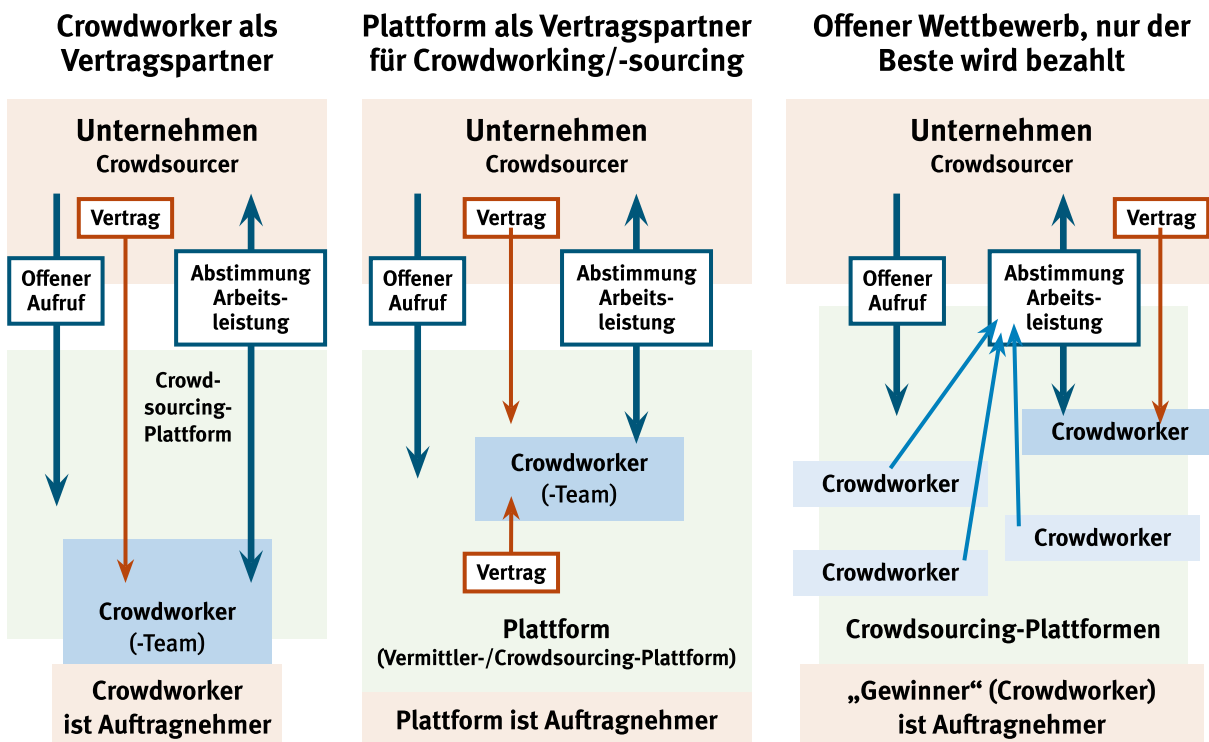 Crowdworker als
Vertragspartner
Unternehmen
Crowdsourcer
Vertrag
Offener
Aufruf
Abstimmung
Arbeits-
leistung
Crowd-
sourcing-
Plattform
Crowdworker
(-Team)
Crowdworker
ist Auftragnehmer
Plattform als Vertragspartner
für Crowdworking/-sourcing
Unternehmen
Crowdsourcer
Vertrag
Offener
Aufruf
Abstimmung
Arbeits-
leistung
Crowdworker
(-Team)
Vertrag
Plattform
(Vermittler-/Crowdsourcing-Plattform)
Plattform ist Auftragnehmer
Offener Wettbewerb, nur der
Beste wird bezahlt
Unternehmen
Crowdsourcer
Vertrag
Offener
Aufruf
Abstimmung
Arbeits-
leistung
Crowdworker
Crowdworker
Crowdworker
Crowdworker
Crowdsourcing-Plattformen
„Gewinner“ (Crowdworker)
ist Auftragnehmer